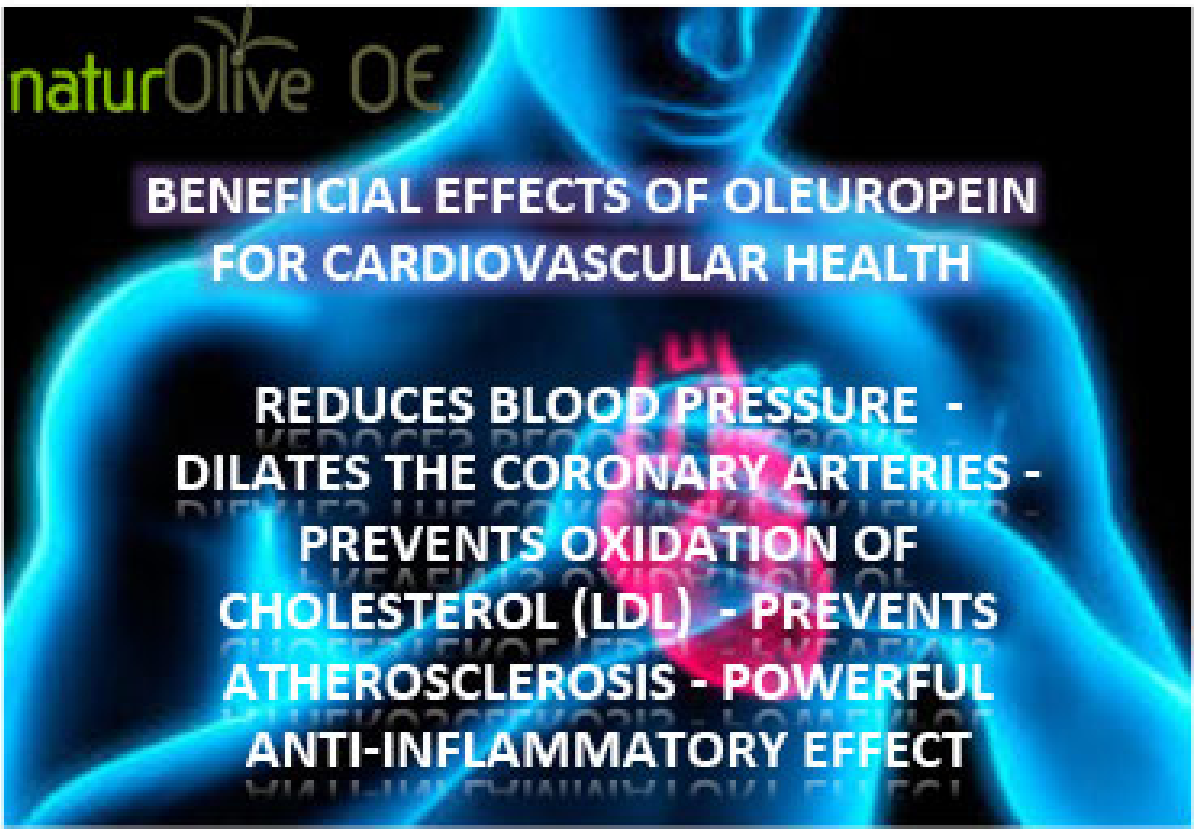 naturOlive OE
BENEFICIAL EFFECTS OF OLEUROPEIN
FOR CARDIOVASCULAR HEALTH
REDUCES BLOOD PRESSURE -
DILATES THE CORONARY ARTERIES -
PREVENTS OXIDATION OF
CHOLESTEROL (LDL) - PREVENTS
ATHEROSCLEROSIS - POWERFUL
ANTI-INFLAMMATORY EFFECT